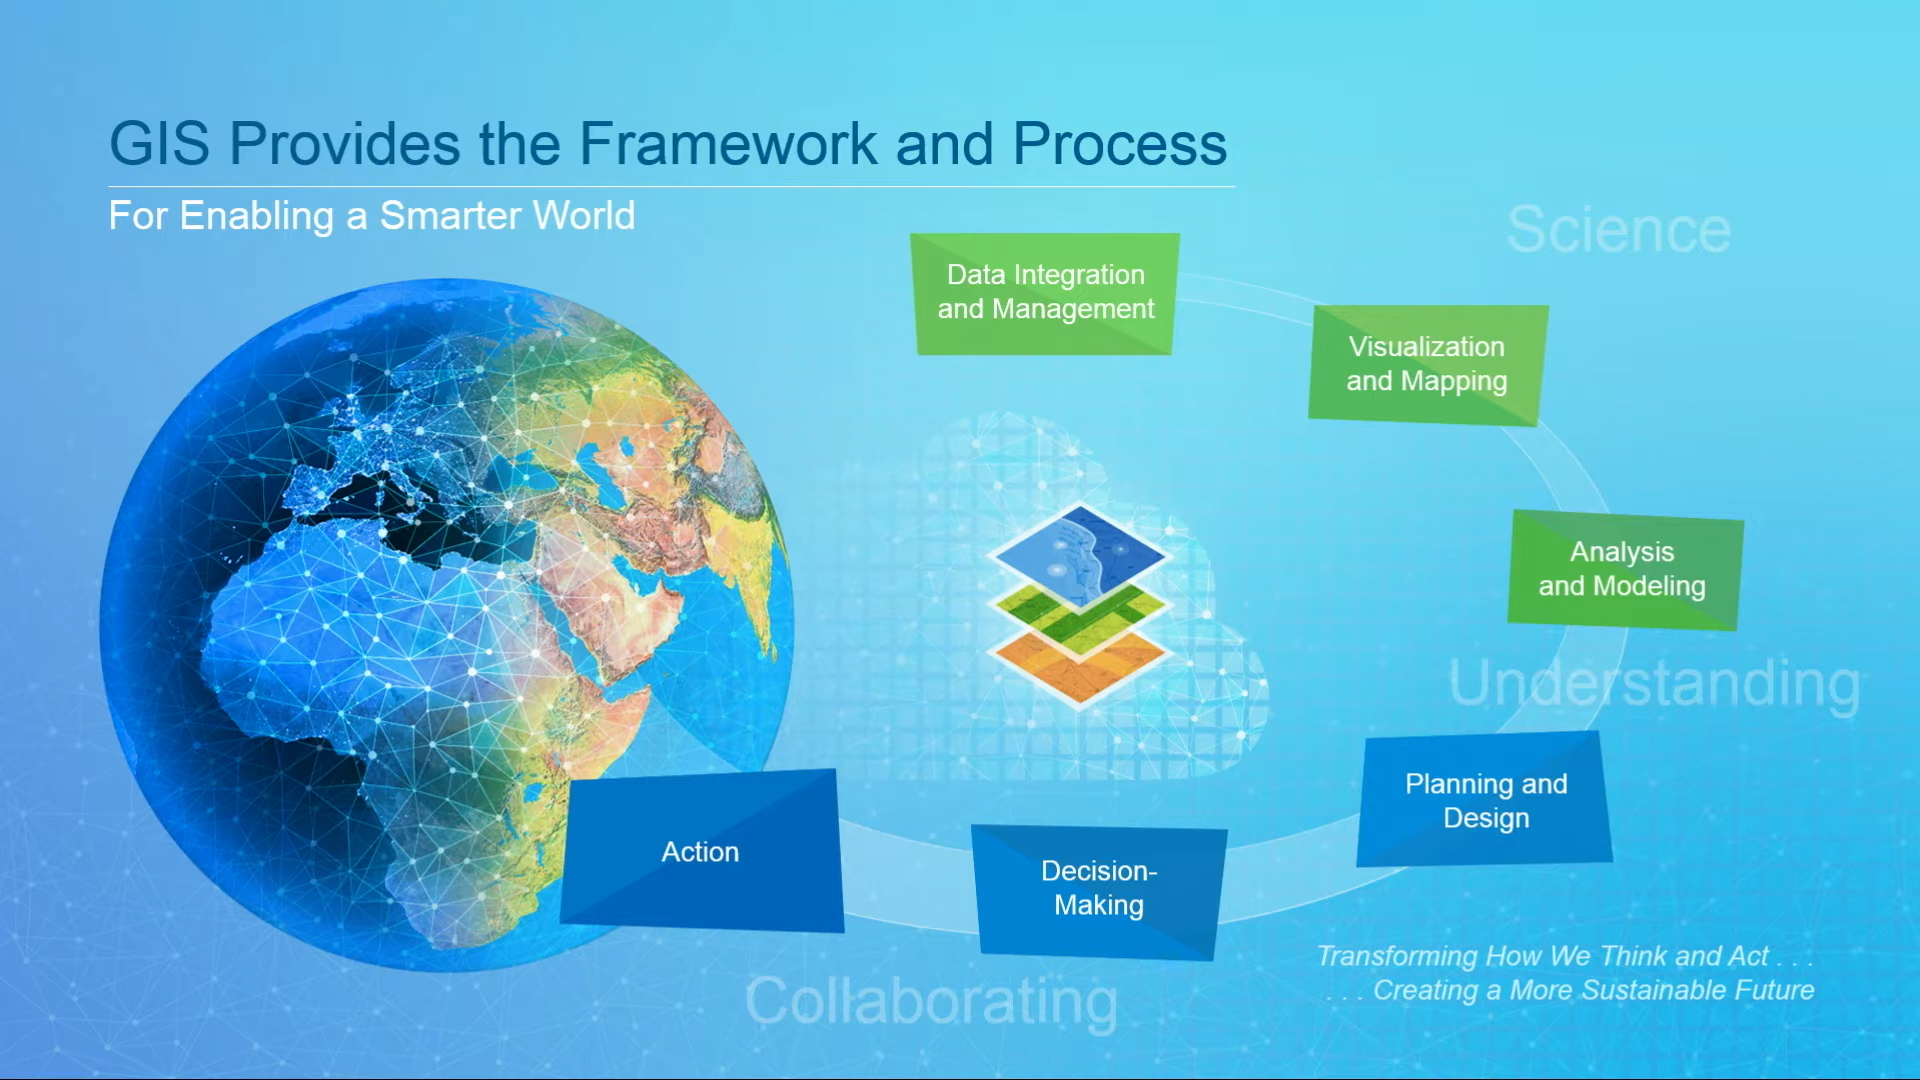 GIS Provides the Framework and Process
For Enabling a Smarter World
Science
Data Integration
and Management
Visualization
and Mapping
Analysis
and Modeling
Understanding
Planning and
Design
Decision-
Making
Action
Collaborating
Transforming How We Think and Act . . .
. . . Creating a More Sustainable Future